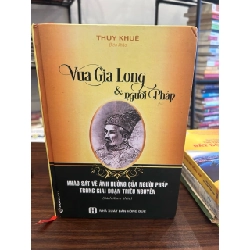 THỤY KHUÊ
Vua Gia Long
& người Pháp
KHẢO SÁT VỀ ẢNH HƯỞNG CỦA NGƯỜI PHÁP
TRONG GIAI ĐOẠN TRIỀU NGUYỄN
NHÀ XUẤT BẢN HỒNG ĐỨC